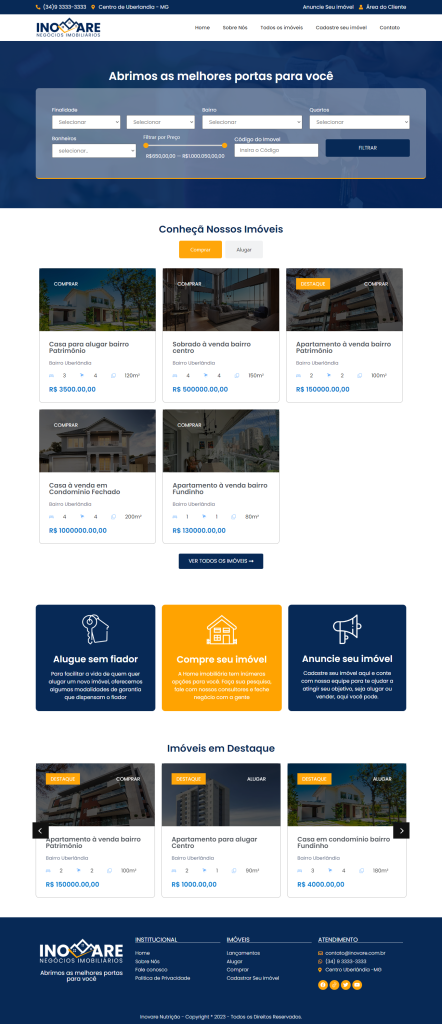 (34)9 3333-3333 Centro de Uberlandia - MG Anuncie Seu Imóvel Área do Cliente
INOVARE
NEGÓCIOS IMOBILIÁRIOS
Home Sobre Nós Todos os imóveis Cadastre seu imóvel Contato
Abrimos as melhores portas para você
Finalidade Bairro Quartos
Selecionar Selecionar Selecionar Selecionar
Banheiros Filtrar por Preço Código do Imovel
selecionar.. Insira o Código FILTRAR
R$650,00,00 — R$1.000.050,00,00
Conheçã Nossos Imóveis
Comprar Alugar
COMPRAR COMPRAR DESTAQUE COMPRAR
Casa para alugar bairro Sobrado à venda bairro Apartamento à venda bairro
Patrimônio centro Patrimônio
Bairro Uberlândia Bairro Uberlândia Bairro Uberlândia
3 4 120m² 4 4 150m² 2 2 100m²
R$ 3500.00,00 R$ 500000.00,00 R$ 150000.00,00
COMPRAR COMPRAR
Casa à venda em Apartamento à venda bairro
Condomínio Fechado Fundinho
Bairro Uberlândia Bairro Uberlândia
4 4 200m² 1 1 80m²
R$ 1000000.00,00 R$ 130000.00,00
VER TODOS OS IMÓVEIS
Alugue sem fiador Compre seu imóvel Anuncie seu imóvel
Para facilitar a vida de quem quer A Home Imobiliária tem inúmeras Cadastre seu imóvel aqui e conte
alugar um novo imóvel, oferecemos opções para você. Faça sua pesquisa, com nossa equipe para te ajudar a
algumas modalidades de garantia fale com nossos consultores e feche atingir seu objetivo, seja alugar ou
que dispensam o fiador negócio com a gente vender, aqui você pode.
Imóveis em Destaque
DESTAQUE COMPRAR DESTAQUE ALUGAR DESTAQUE ALUGAR
Apartamento à venda bairro Apartamento para alugar Casa em condomínio bairro
Patrimônio Centro Fundinho
Bairro Uberlândia Bairro Uberlândia Bairro Uberlândia
2 2 100m² 2 1 90m² 3 4 180m²
R$ 150000.00,00 R$ 1000.00,00 R$ 4000.00,00
INOVARE
NEGÓCIOS IMOBILIÁRIOS
Abrimos as melhores portas
para você
INSTITUCIONAL
Home
Sobre Nós
Fale conosco
Política de Privacidade
IMÓVEIS
Lançamentos
Alugar
Comprar
Cadastrar Seu Imóvel
ATENDIMENTO
contato@inovare.com.br
(34) 9 3333-3333
Centro Uberlândia -MG
Inovare Nutrição - Copyright ® 2023 - Todos os Direitos Reservados.